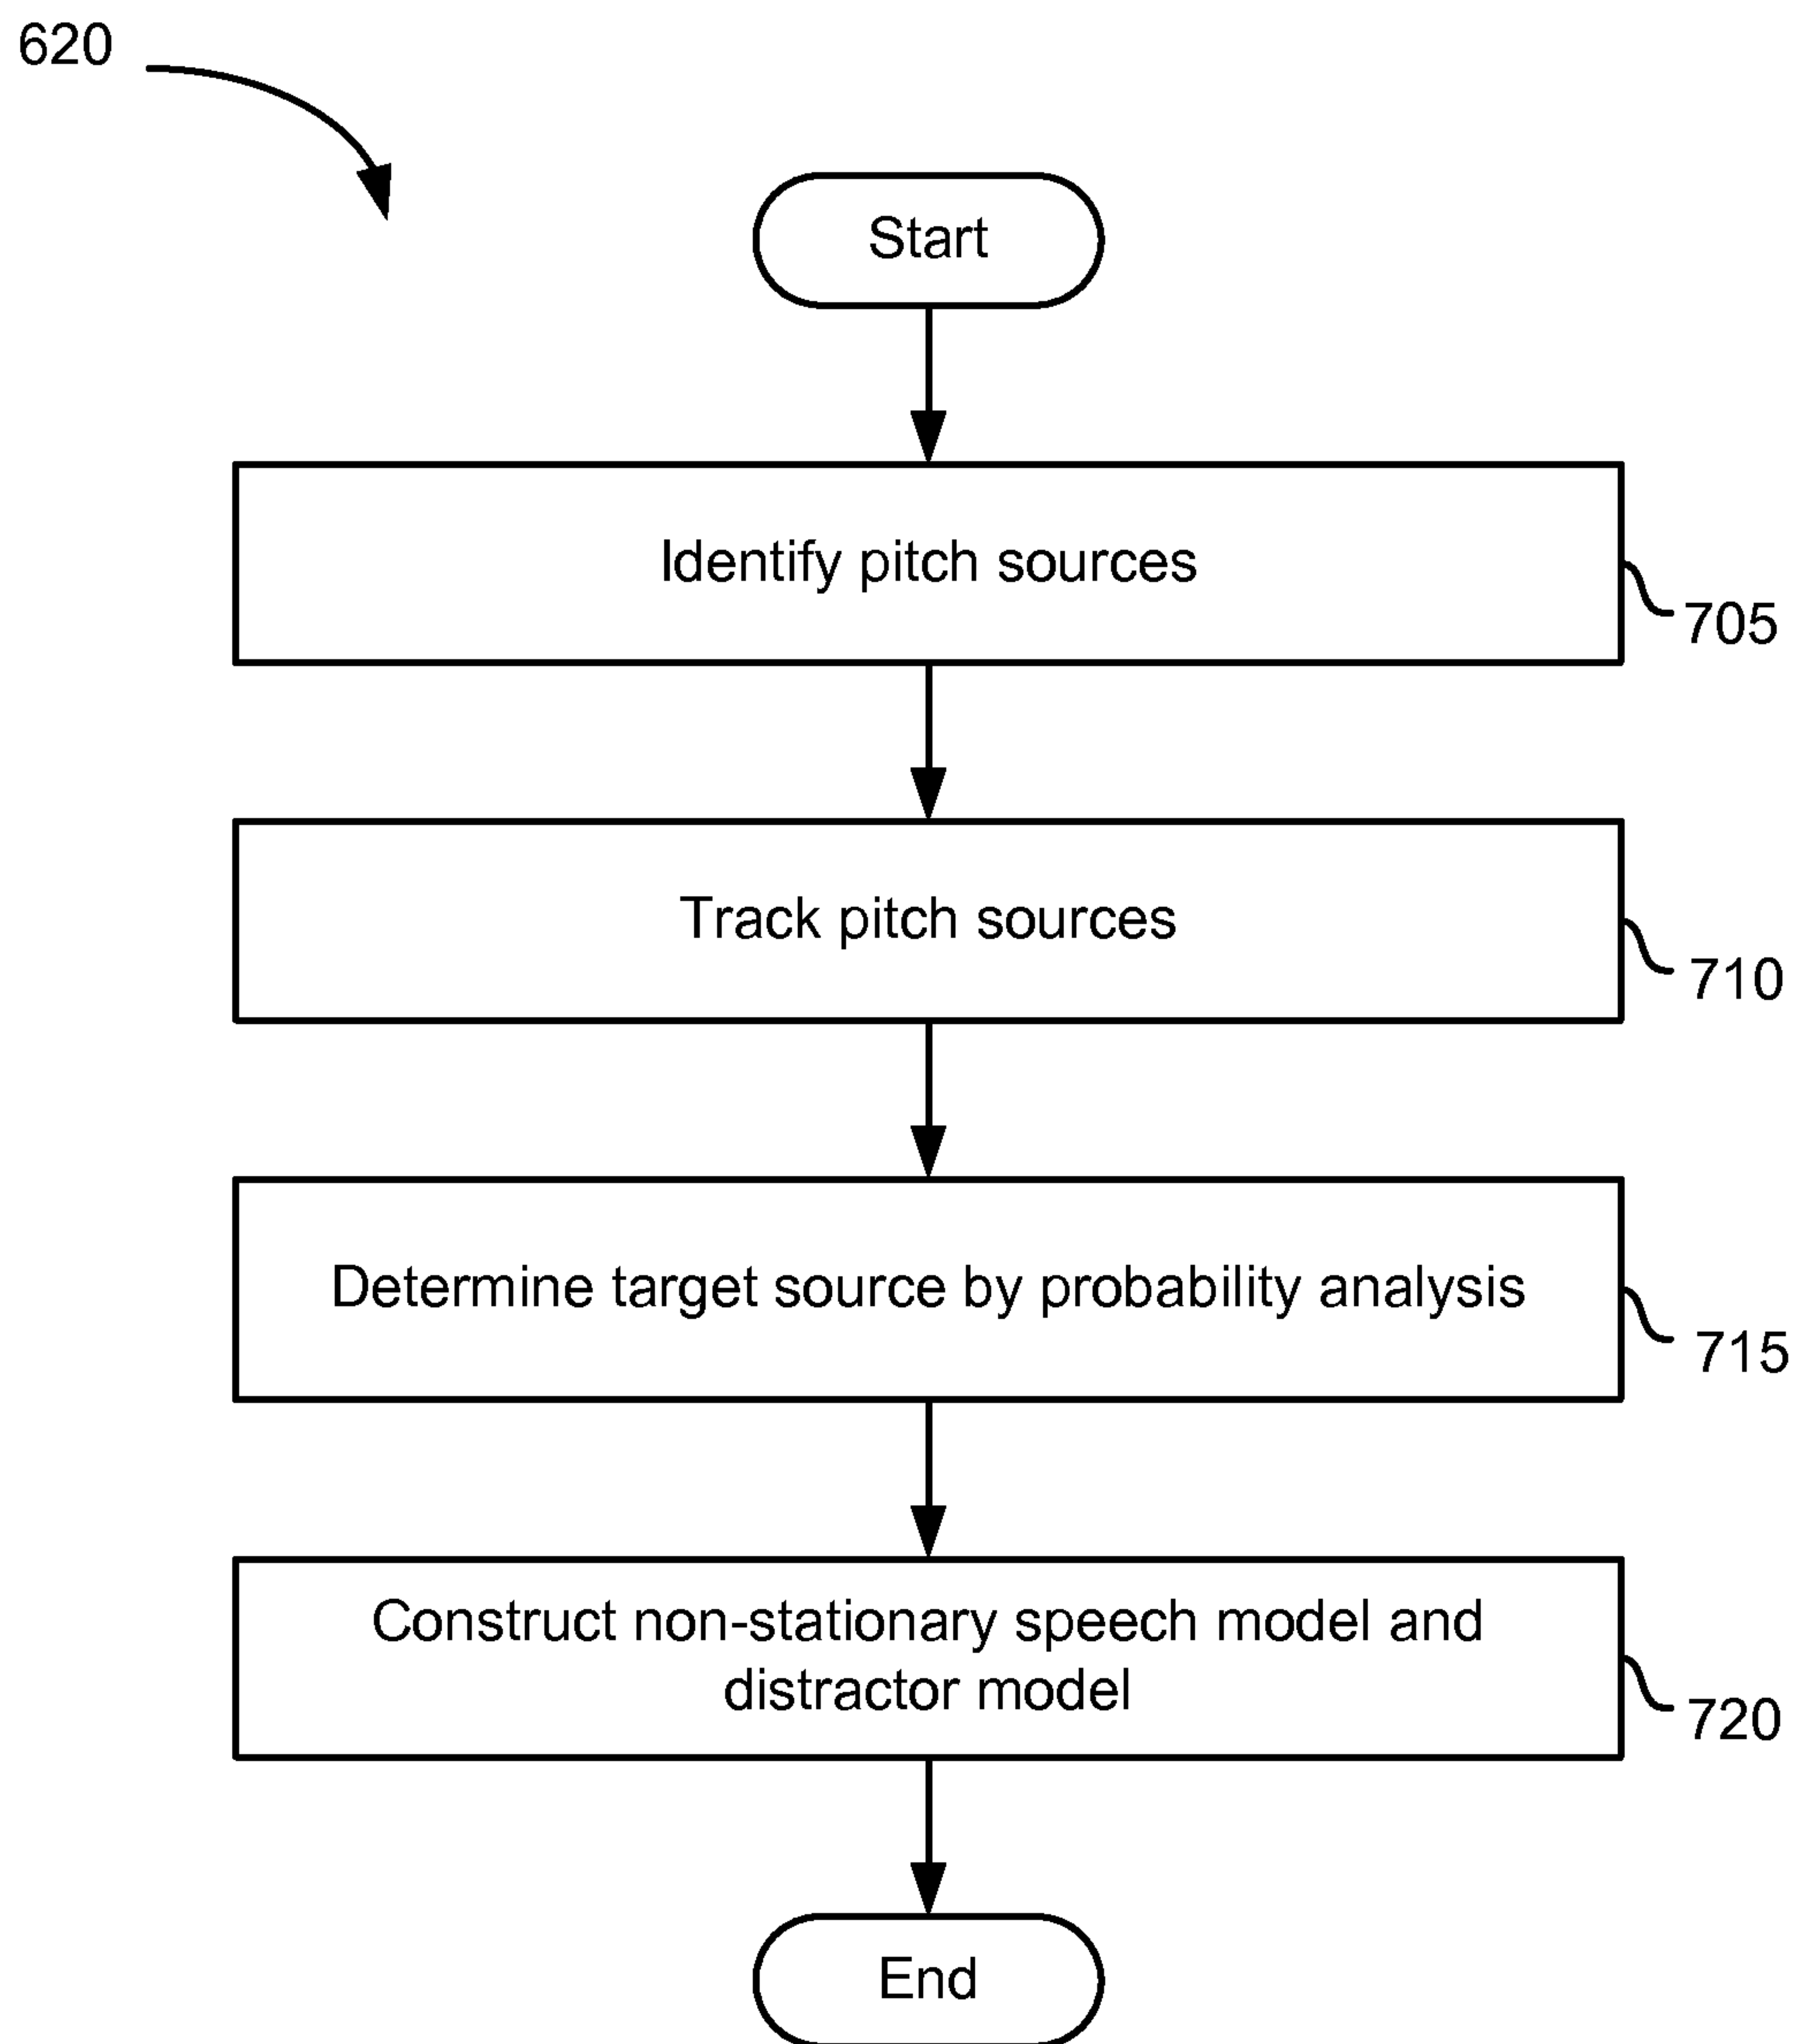 620
Start
Identify pitch sources
705
Track pitch sources
710
Determine target source by probability analysis
715
Construct non-stationary speech model and
distractor model
720
End